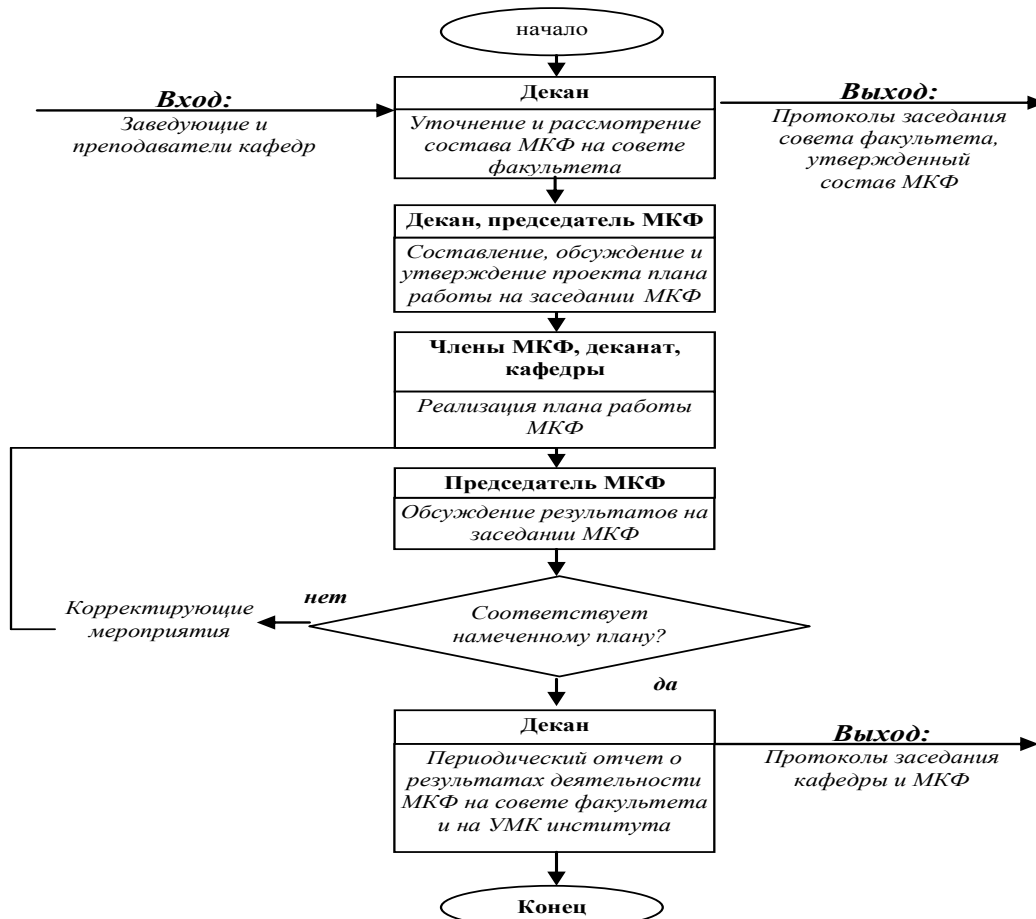 начало
Декан
Вход:
Заведующие и
преподаватели кафедр
Уточнение и рассмотрение
состава МКФ на совете
факультета
Выход:
Протоколы заседания
совета факультета,
утвержденный
состав МКФ
Декан, председатель МКФ
Составление, обсуждение и
утверждение проекта плана
работы на заседании МКФ
Члены МКФ, деканат,
кафедры
Реализация плана работы
МКФ
Председатель МКФ
Обсуждение результатов на
заседании МКФ
Соответствует
намеченному плану?
нет
Корректирующие
мероприятия
да
Декан
Периодический отчет о
результатах деятельности
МКФ на совете факультета
и на УМК института
Выход:
Протоколы заседания
кафедры и МКФ
Конец